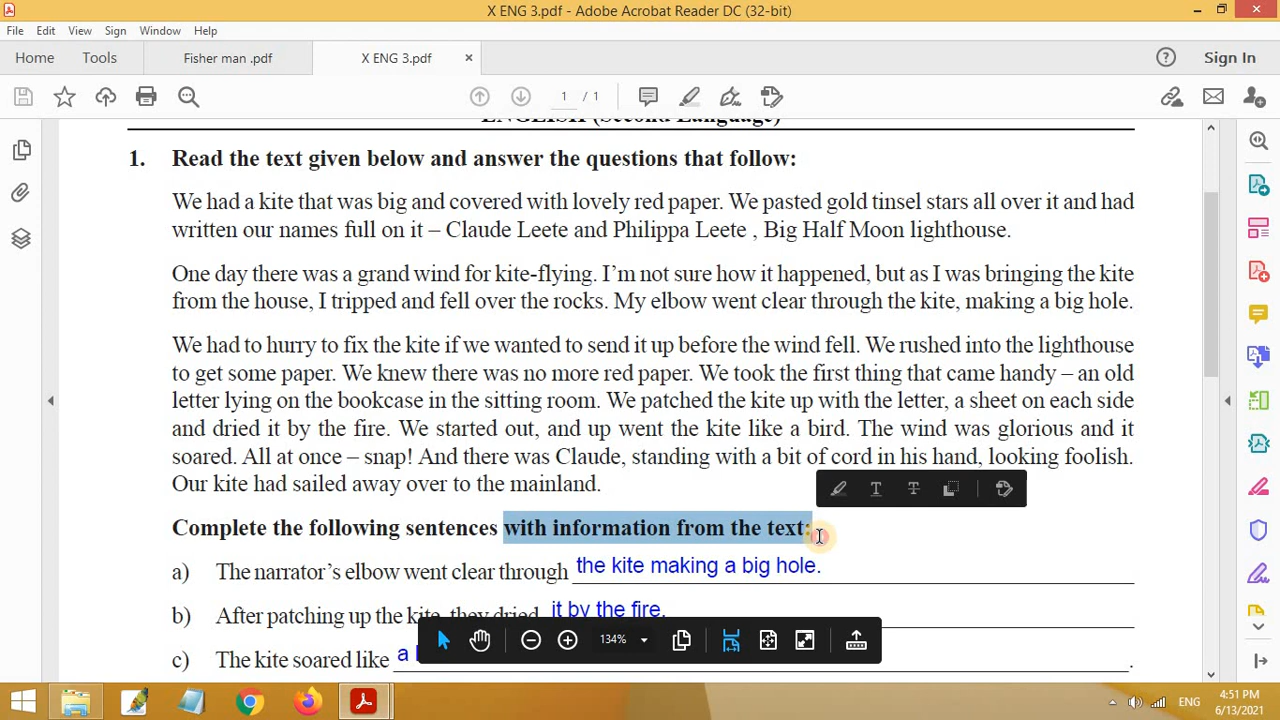 X ENG 3.pdf - Adobe Acrobat Reader DC (32-bit)
File Edit View Sign Window Help
Home Tools Fisher man .pdf X ENG 3.pdf × Sign In
1 / 1
ENGLISH (Second Language)
1. Read the text given below and answer the questions that follow:
We had a kite that was big and covered with lovely red paper. We pasted gold tinsel stars all over it and had
written our names full on it – Claude Leete and Philippa Leete , Big Half Moon lighthouse.
One day there was a grand wind for kite-flying. I'm not sure how it happened, but as I was bringing the kite
from the house, I tripped and fell over the rocks. My elbow went clear through the kite, making a big hole.
We had to hurry to fix the kite if we wanted to send it up before the wind fell. We rushed into the lighthouse
to get some paper. We knew there was no more red paper. We took the first thing that came handy – an old
letter lying on the bookcase in the sitting room. We patched the kite up with the letter, a sheet on each side
and dried it by the fire. We started out, and up went the kite like a bird. The wind was glorious and it
soared. All at once – snap! And there was Claude, standing with a bit of cord in his hand, looking foolish.
Our kite had sailed away over to the mainland.
Complete the following sentences with information from the text:
a) The narrator's elbow went clear through the kite making a big hole.
b) After patching up the kite, they dried it by the fire.
134%
c) The kite soared like a .
ENG
4:51 PM
6/13/2021